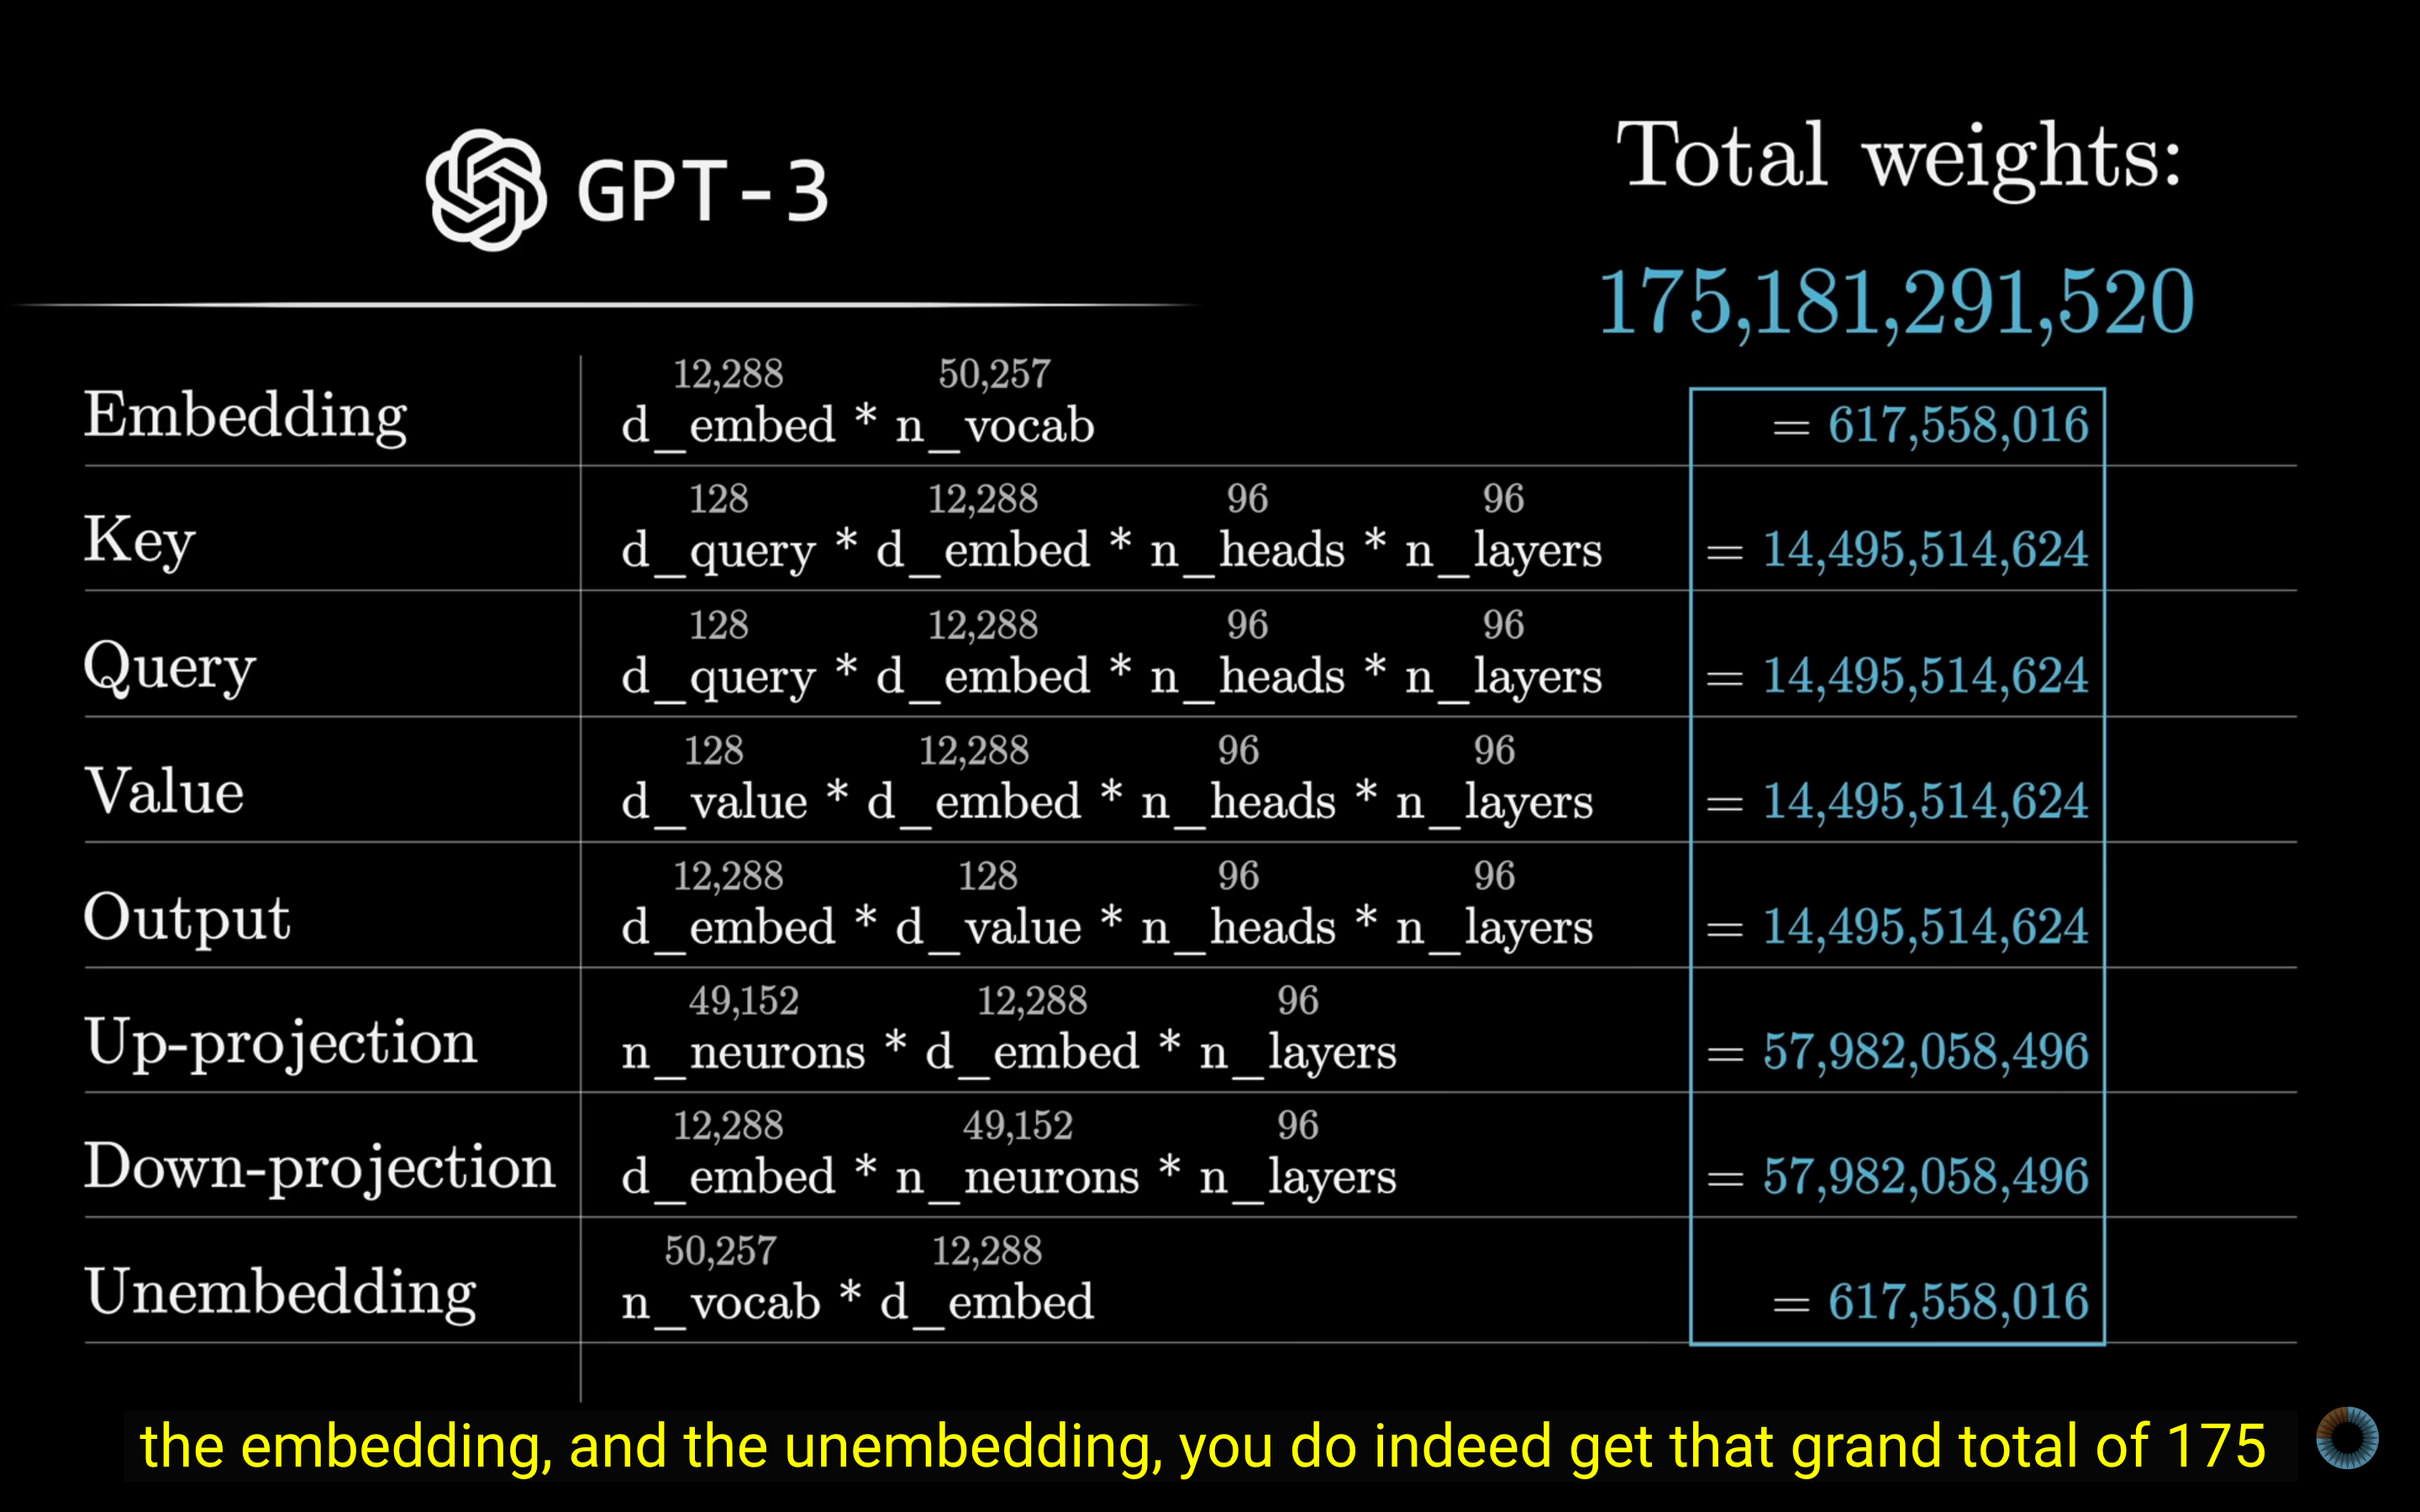 GPT-3
Total weights:
175,181,291,520
12,288 50,257
Embedding d_embed * n_vocab = 617,558,016
128 12,288 96 96
Key d_query * d_embed * n_heads * n_layers = 14,495,514,624
128 12,288 96 96
Query d_query * d_embed * n_heads * n_layers = 14,495,514,624
128 12,288 96 96
Value d_value * d_embed * n_heads * n_layers = 14,495,514,624
12,288 128 96 96
Output d_embed * d_value * n_heads * n_layers = 14,495,514,624
49,152 12,288 96
Up-projection n_neurons * d_embed * n_layers = 57,982,058,496
12,288 49,152 96
Down-projection d_embed * n_neurons * n_layers = 57,982,058,496
50,257 12,288
Unembedding n_vocab * d_embed = 617,558,016
the embedding, and the unembedding, you do indeed get that grand total of 175